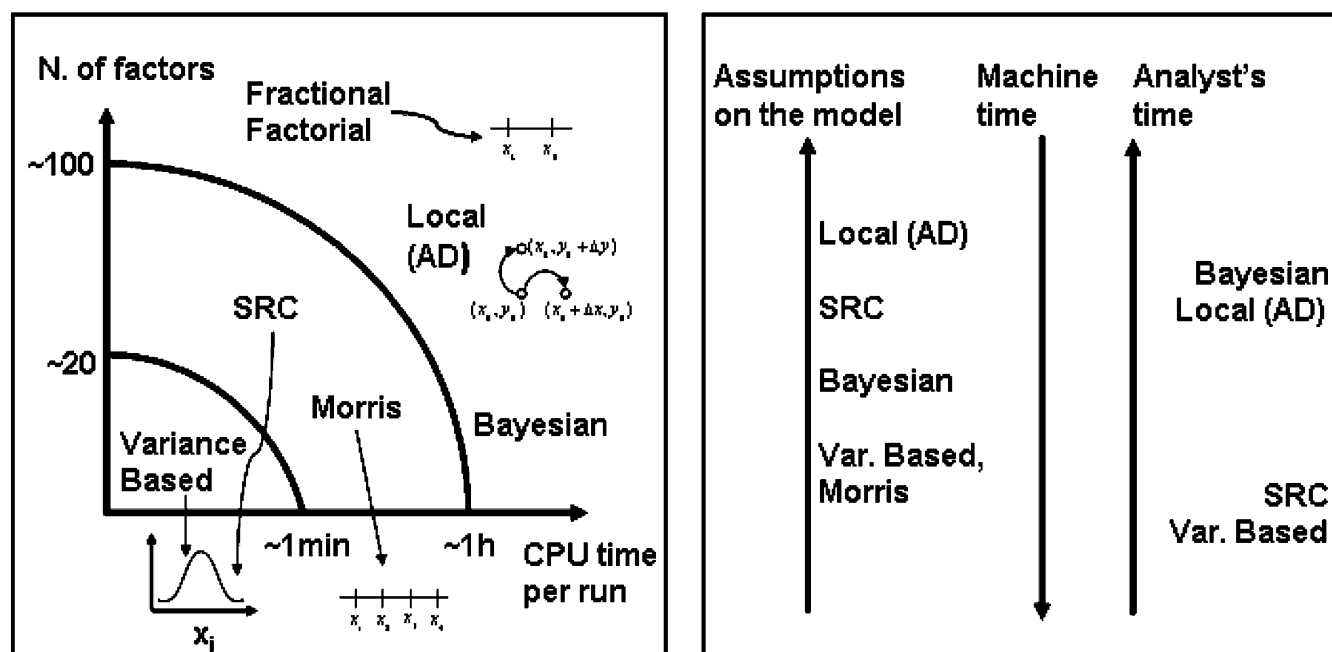 N. of factors
Fractional
Factorial
~100
Local
(AD)
SRC
~20
Morris
Bayesian
Variance
Based
~1min
~1h
CPU time
per run
x
Assumptions
on the model
Machine
time
Analyst's
time
Local (AD)
SRC
Bayesian
Var. Based,
Morris
Bayesian
Local (AD)
SRC
Var. Based